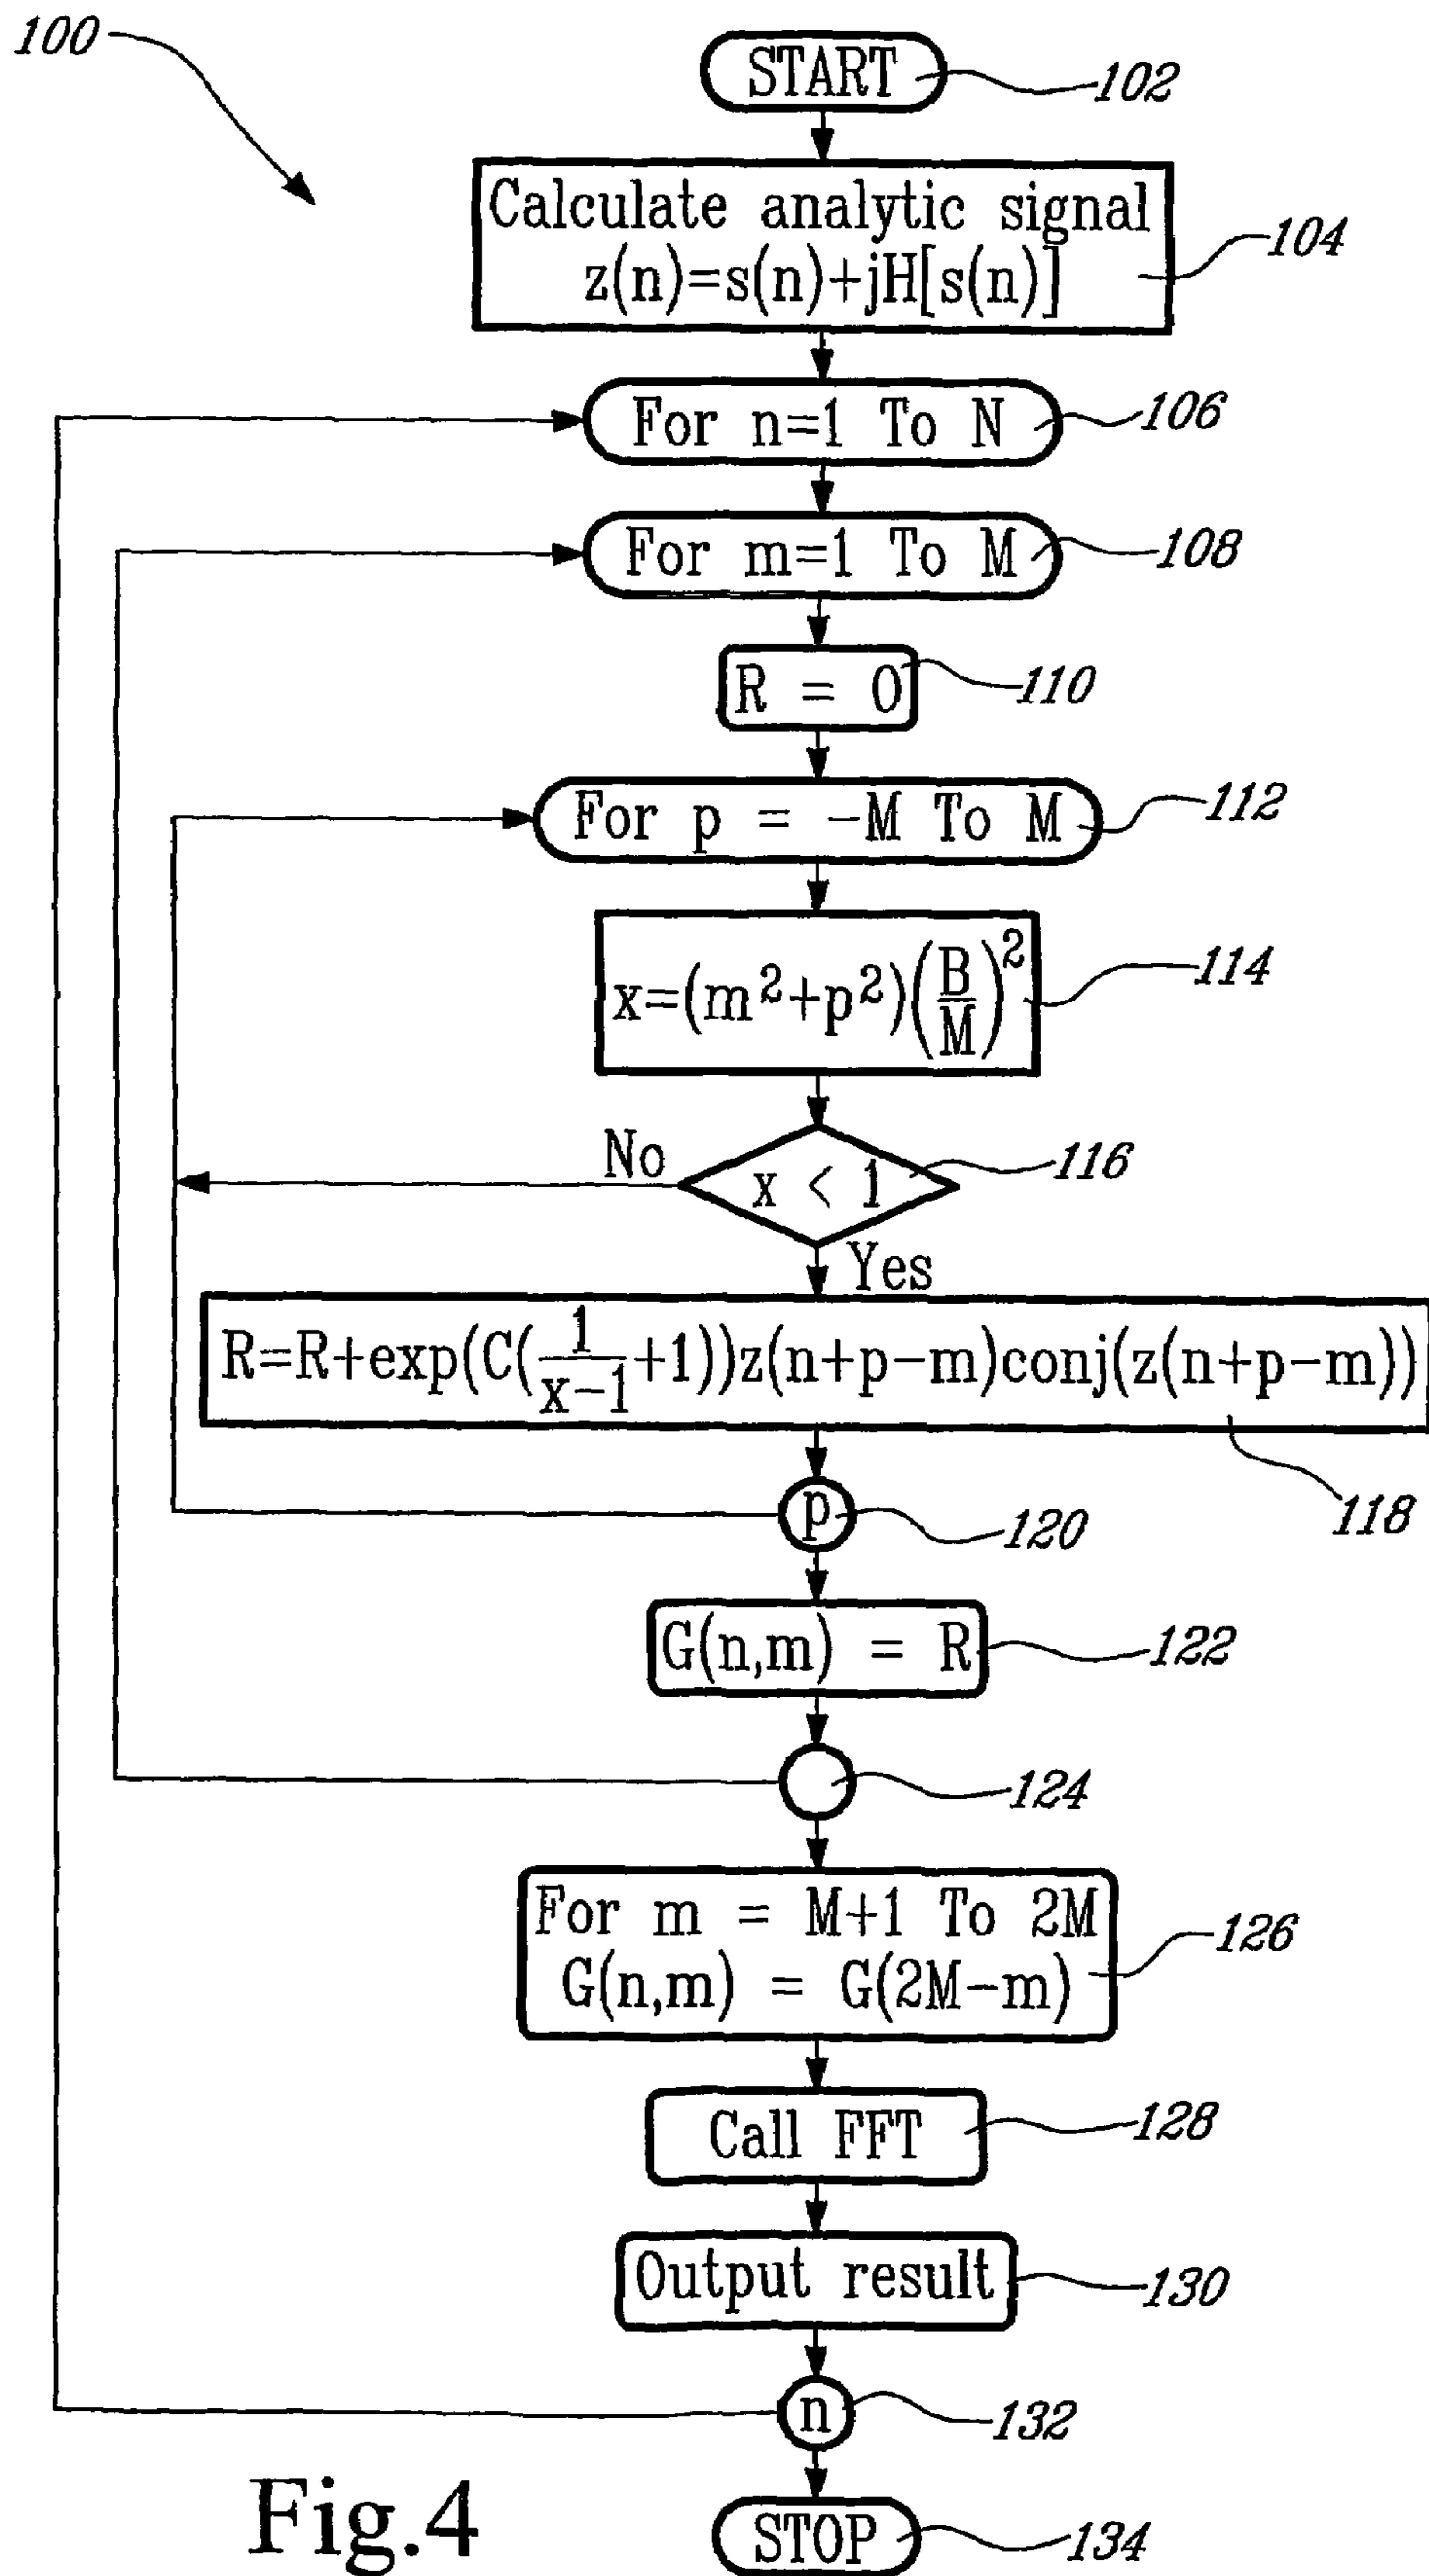 100
START
102
Calculate analytic signal
z(n)=s(n)+jH[s(n)]
104
For n=1 To N
106
For m=1 To M
108
R = 0
110
For p = -M To M
112
x=(m²+p²)(B/M)²
114
No
x < 1
116
Yes
R=R+exp(C(1/(x-1)+1))z(n+p-m)conj(z(n+p-m))
118
p
120
G(n,m) = R
122
124
For m = M+1 To 2M
G(n,m) = G(2M-m)
126
Call FFT
128
Output result
130
n
132
Fig.4
STOP
134